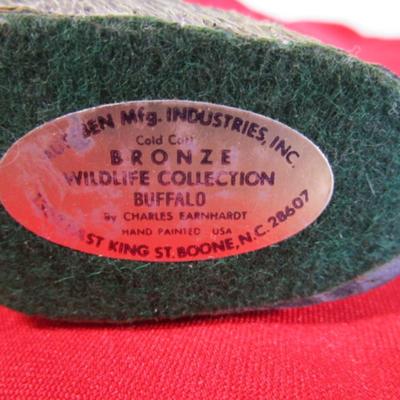 Mfg. INDUSTRIES, INC.
Cold Cast
BRONZE
WILDLIFE COLLECTION
BUFFALO
By CHARLES EARNHARDT
HAND PAINTED USA
EAST KING ST. BOONE, N.C. 28607